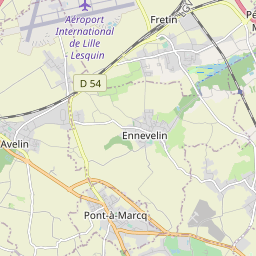 Aéroport
International
de Lille
- Lesquin
Fretin
D 54
Avelin
Ennevelin
Pont-à-Marcq